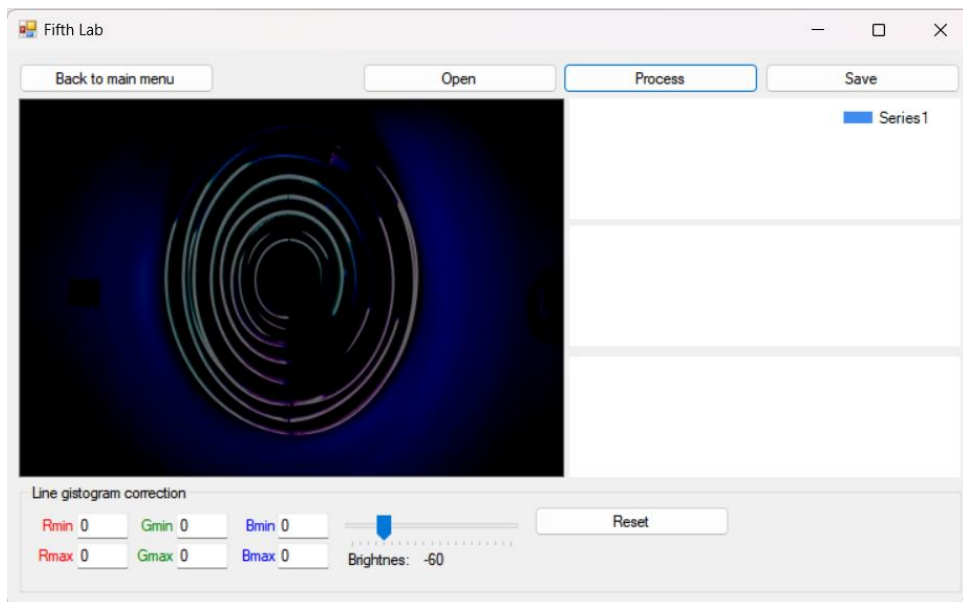 Fifth Lab
Back to main menu Open Process Save
Series1
Line gistogram correction
Rmin 0 Gmin 0 Bmin 0 Reset
Rmax 0 Gmax 0 Bmax 0 Brightnes: -60